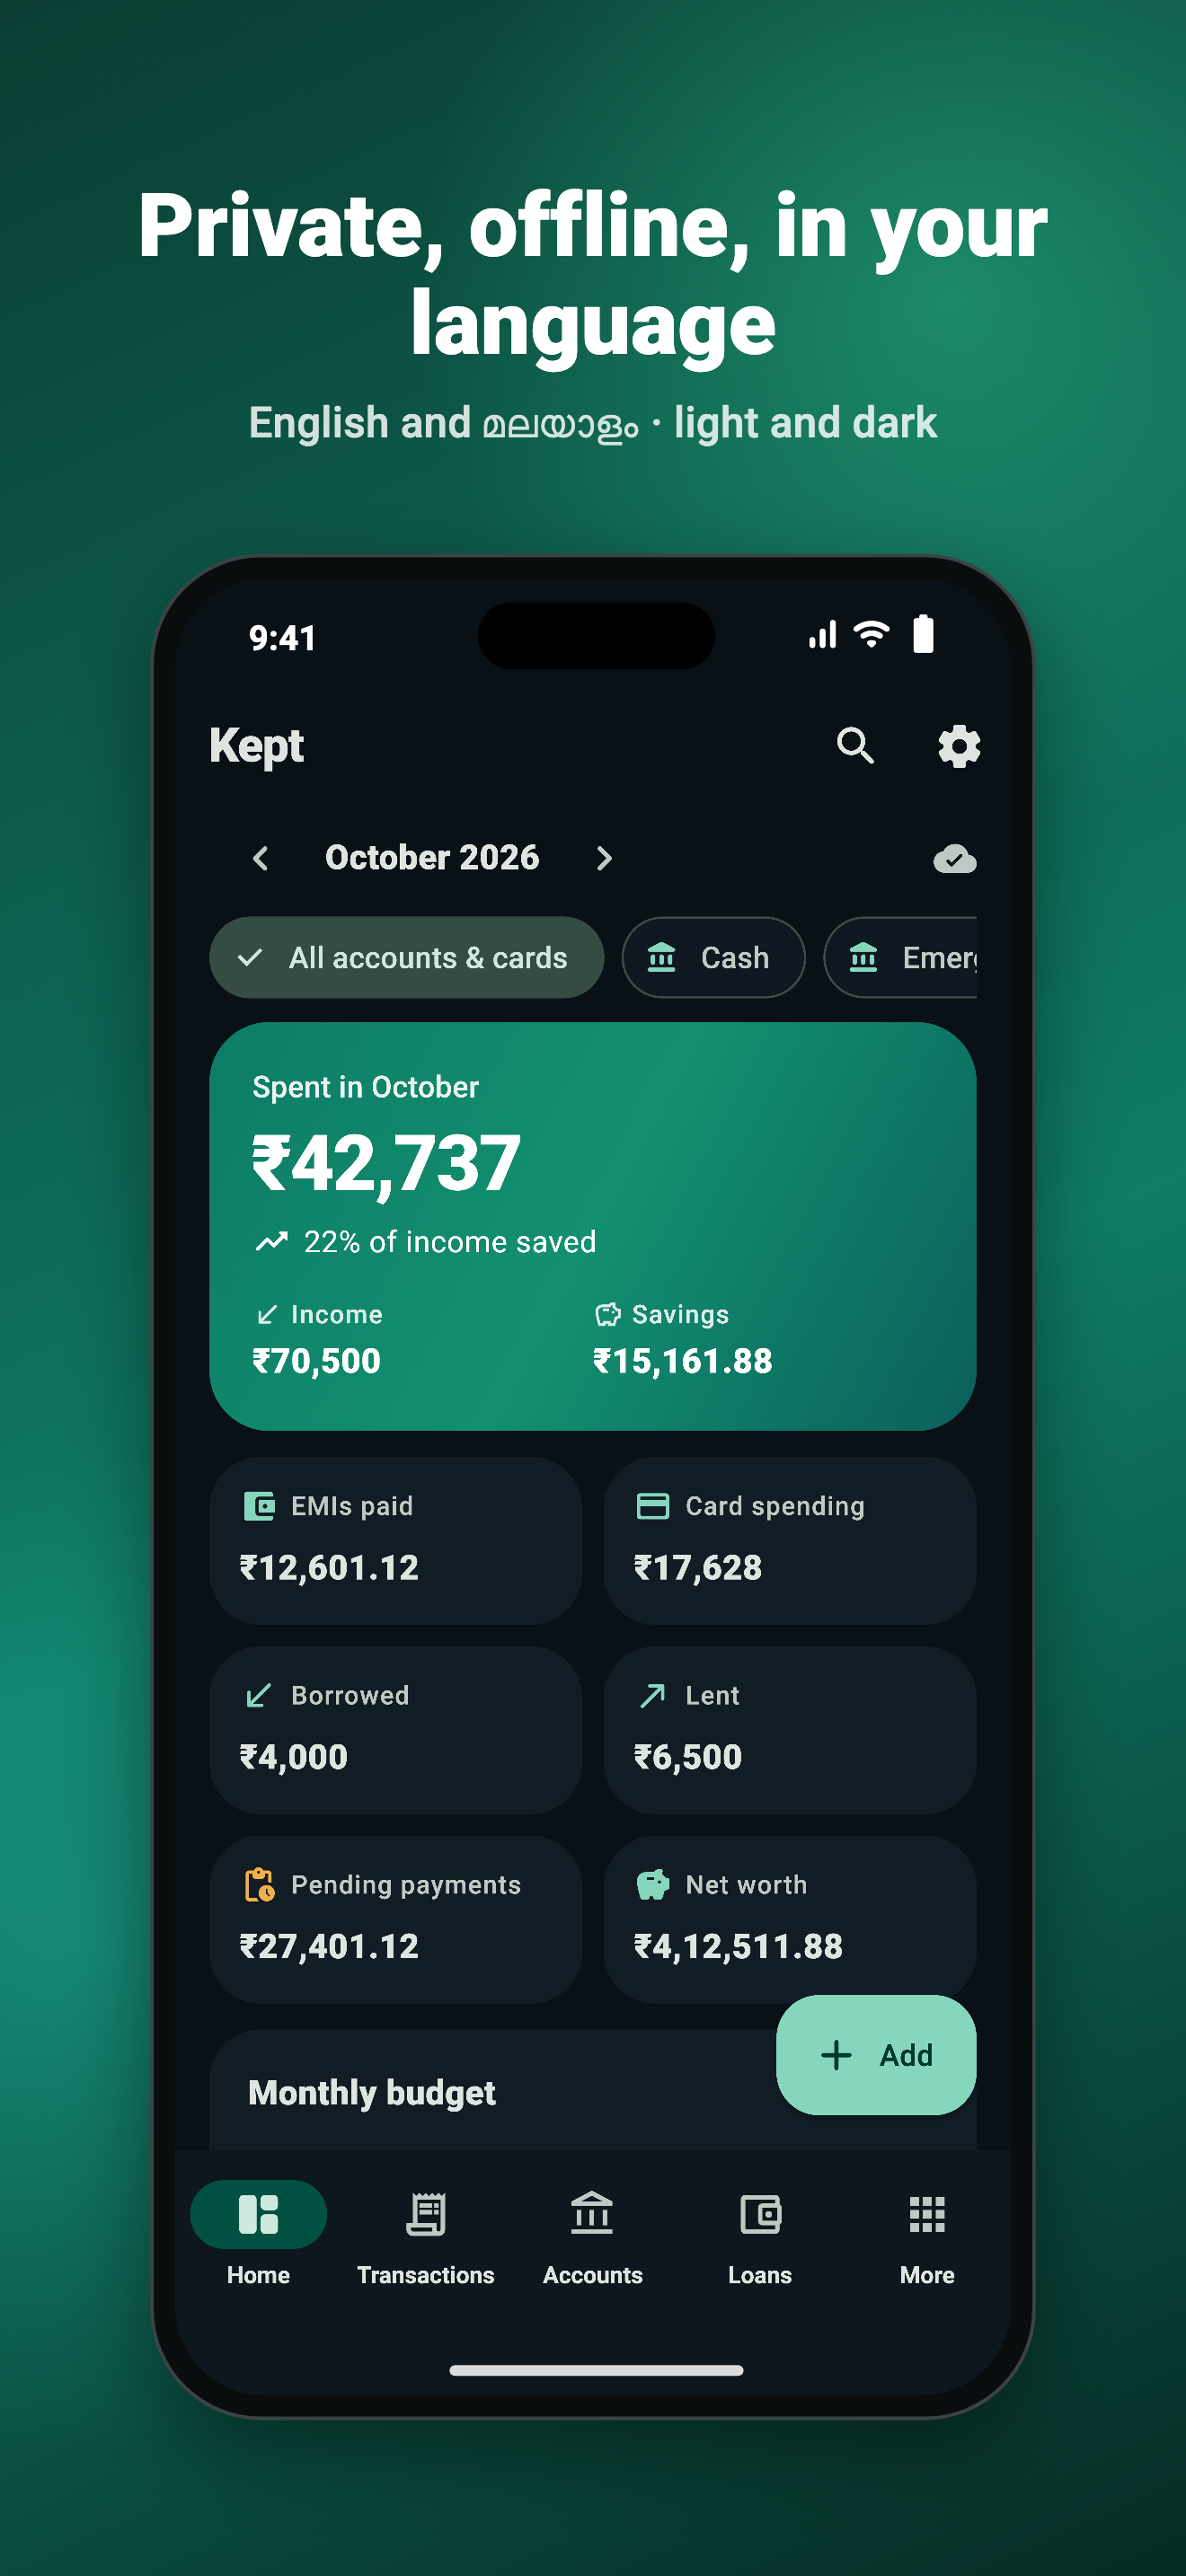 Private, offline, in your
language
English and മലയാളം · light and dark
9:41
Kept
October 2026
All accounts & cards
Cash
Emer
Spent in October
₹42,737
22% of income saved
Income
Savings
₹70,500
₹15,161.88
EMIs paid
Card spending
₹12,601.12
₹17,628
Borrowed
Lent
₹4,000
₹6,500
Pending payments
Net worth
₹27,401.12
₹4,12,511.88
Monthly budget
Add
Home
Transactions
Accounts
Loans
More